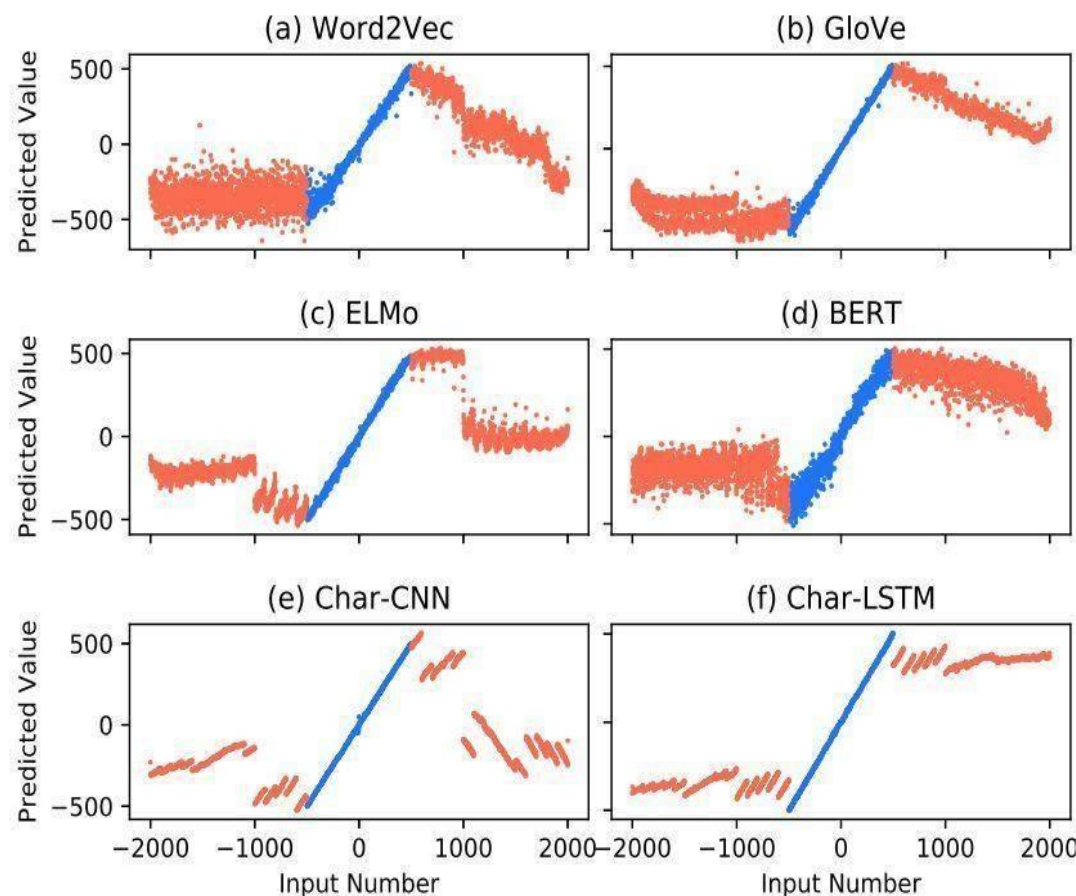 (a) Word2Vec
(b) GloVe
Predicted Value
500
0
−500
(c) ELMo
(d) BERT
Predicted Value
500
0
−500
(e) Char-CNN
(f) Char-LSTM
Predicted Value
500
0
−500
−2000 −1000 0 1000 2000
−2000 −1000 0 1000 2000
Input Number
Input Number